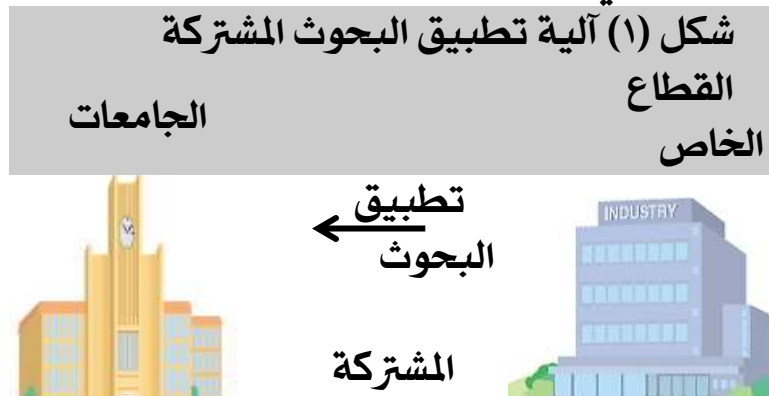 شكل (١) آلية تطبيق البحوث المشتركة
القطاع
الخاص
الجامعات
تطبيق
البحوث
المشتركة
INDUSTRY